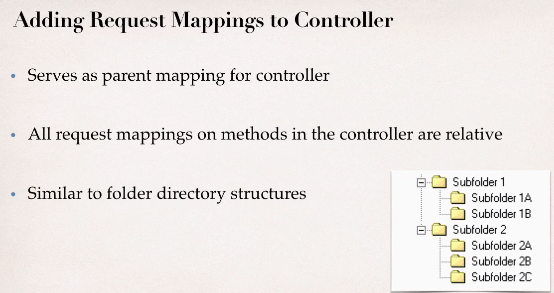 Adding Request Mappings to Controller
• Serves as parent mapping for controller
• All request mappings on methods in the controller are relative
• Similar to folder directory structures
Subfolder 1
Subfolder 1A
Subfolder 1B
Subfolder 2
Subfolder 2A
Subfolder 2B
Subfolder 2C